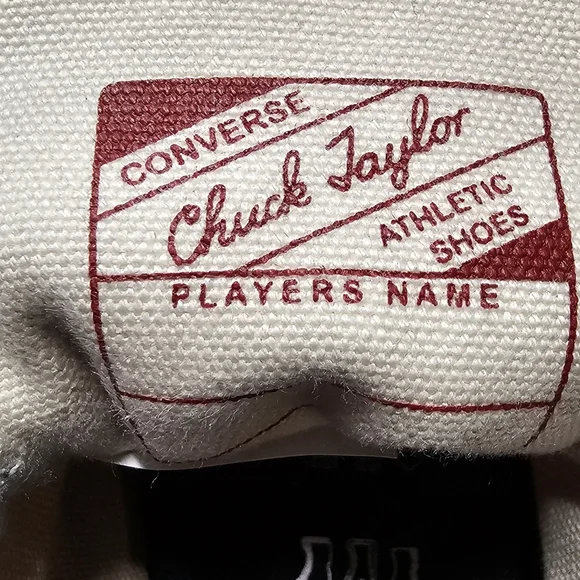 CONVERSE
Chuck Taylor
ATHLETIC
SHOES
PLAYERS NAME